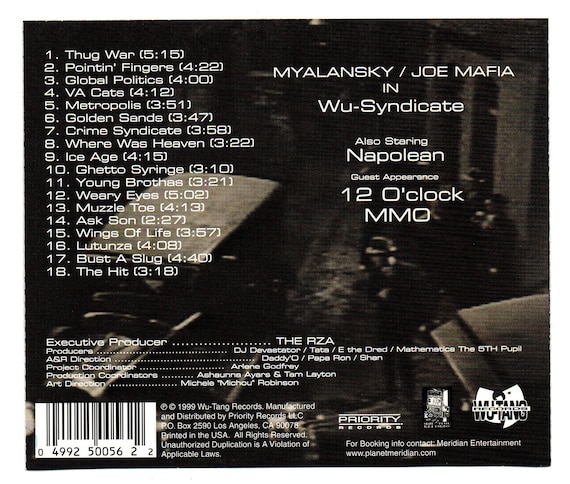 1. Thug War (5:15)
2. Pointin' Fingers (4:22)
3. Global Politics (4:00)
4. VA Cats (4:12)
5. Metropolis (3:51)
6. Golden Sands (3:47)
7. Crime Syndicate (3:58)
8. Where Was Heaven (3:22)
9. Ice Age (4:15)
10. Ghetto Syringe (3:10)
11. Young Brothas (3:21)
12. Weary Eyes (5:02)
13. Muzzle Toe (4:13)
14. Ask Son (2:27)
15. Wings Of Life (3:57)
16. Lutunza (4:08)
17. Bust A Slug (4:40)
18. The Hit (3:18)
MYALANSKY / JOE MAFIA
IN
Wu-Syndicate
Also Staring
Napolean
Guest Appearence
12 O'clock
MMO
Executive Producer ...................... THE RZA
Producers .............................. DJ Devastator / Tata / E the Dred / Mathematics The 5TH Pupil
A&R Direction .............................. Daddy'O / Papa Ron / Shan
Project Coordinator .................... Arlene Godfrey
Production Coordinators ......... Ashaunna Ayars & Tam Layton
Art Direction ..................... Michele "Michou" Robinson
0 4992 50056 2 2
℗ © 1999 Wu-Tang Records. Manufactured
and Distributed by Priority Records LLC
P.O. Box 2590 Los Angeles, CA 90078
Printed in the USA. All Rights Reserved.
Unauthorized Duplication is A Violation of
Applicable Laws.
PRIORITY
RECORDS
WU-TANG
RECORDS
For Booking info contact: Meridian Entertainment
www.planetmeridian.com